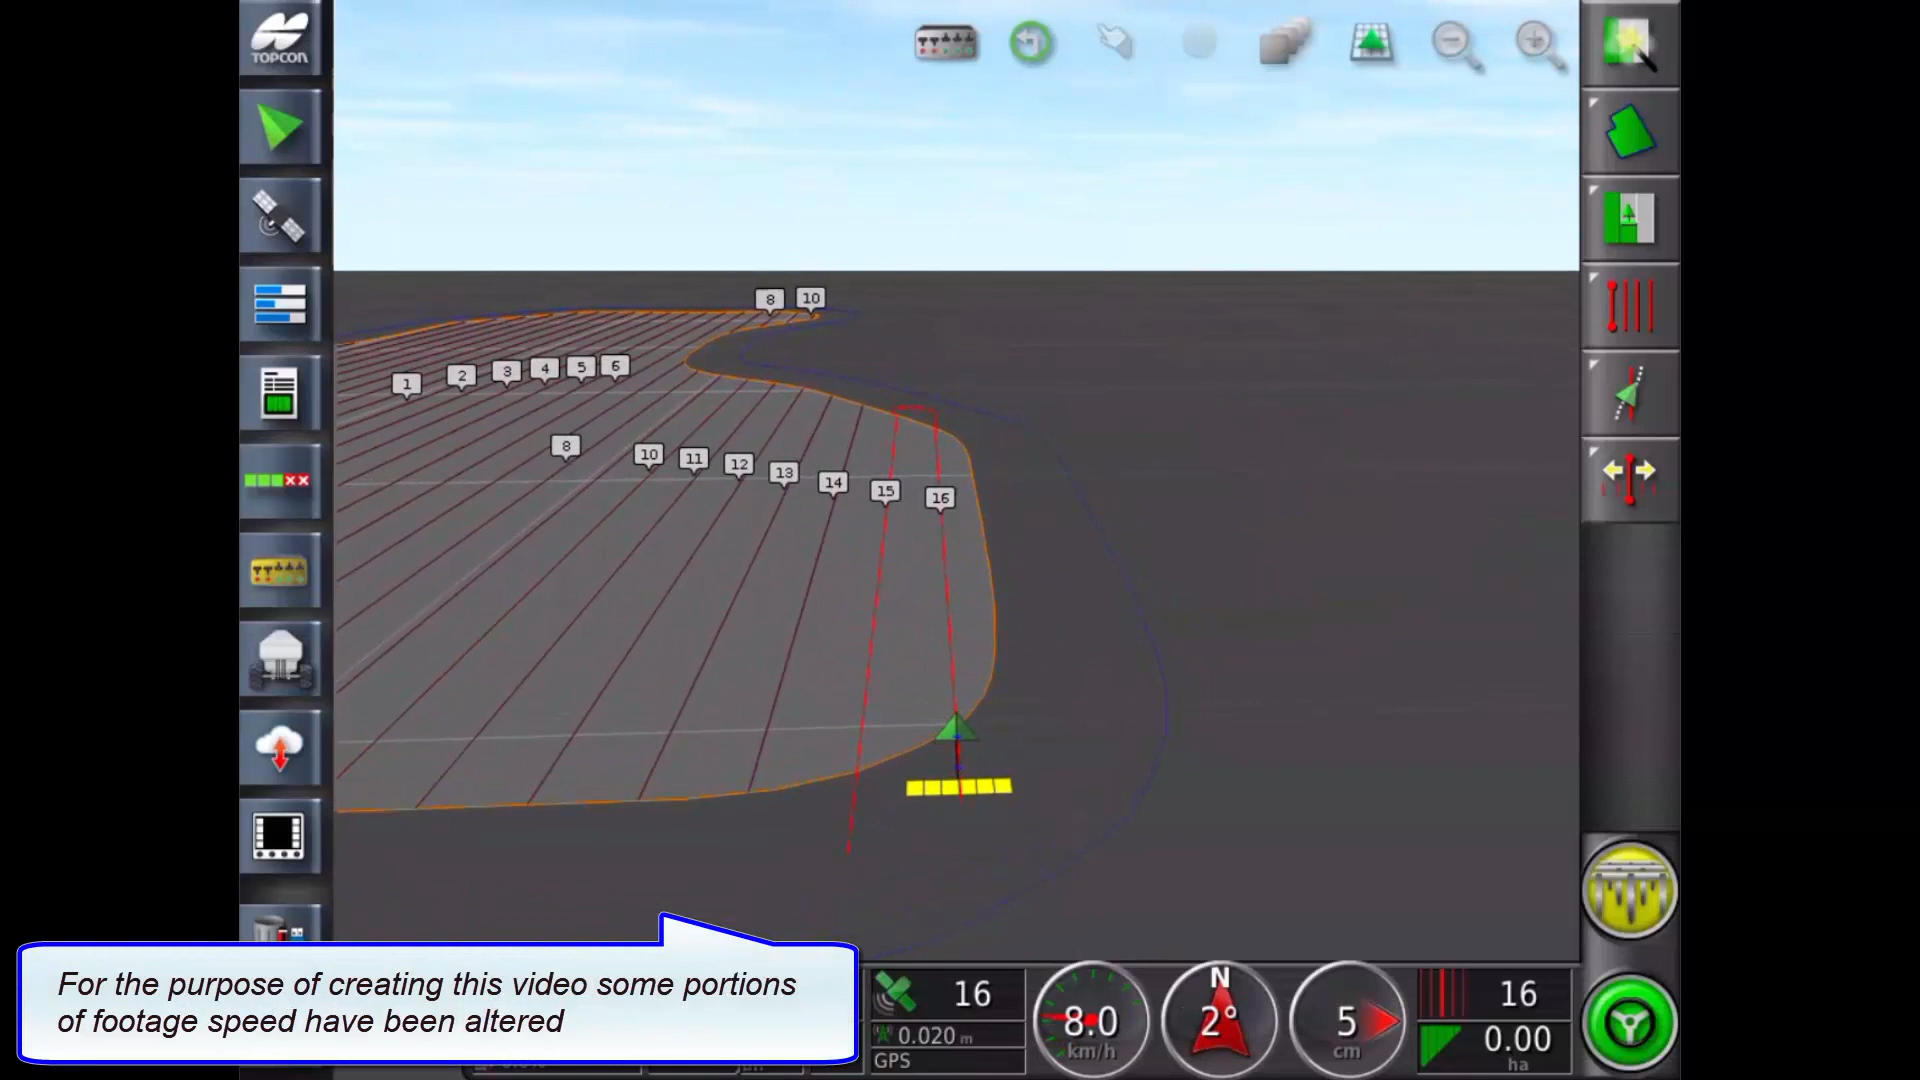 TOPCON
8 10
1 2 3 4 5 6
8 10 11 12 13 14 15 16
For the purpose of creating this video some portions
of footage speed have been altered
16
0.020 m
GPS
8.0
km/h
N
2°
5
cm
16
0.00
ha